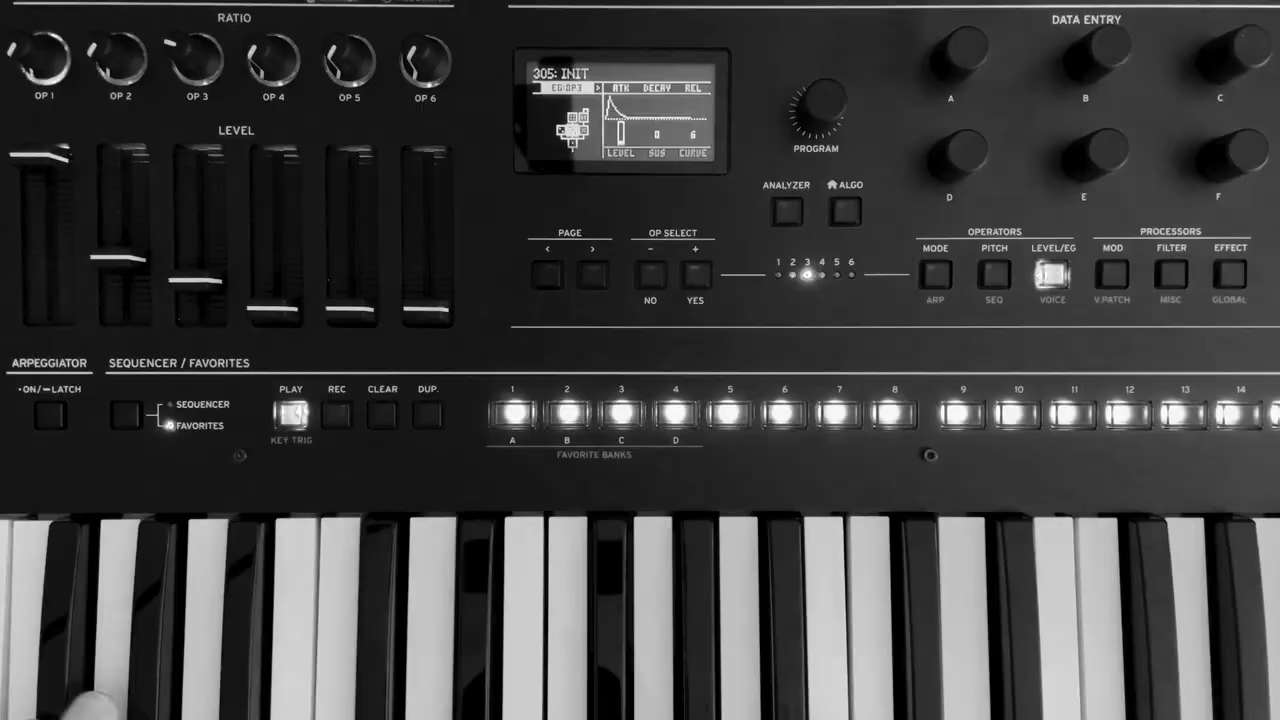 RATIO
DATA ENTRY
OP 1 OP 2 OP 3 OP 4 OP 5 OP 6
305: INIT
EG:OP3 ATK DECAY REL
0 6
LEVEL SUS CURVE
A B C
LEVEL
PROGRAM
ANALYZER ALGO
D E F
PAGE OP SELECT
< > - +
OPERATORS PROCESSORS
MODE PITCH LEVEL/EG MOD FILTER EFFECT
1 2 3 4 5 6
NO YES
ARP SEQ VOICE V.PATCH MISC GLOBAL
ARPEGGIATOR SEQUENCER / FAVORITES
•ON/━LATCH PLAY REC CLEAR DUP. 1 2 3 4 5 6 7 8 9 10 11 12 13 14
SEQUENCER
FAVORITES
KEY TRIG A B C D
FAVORITE BANKS